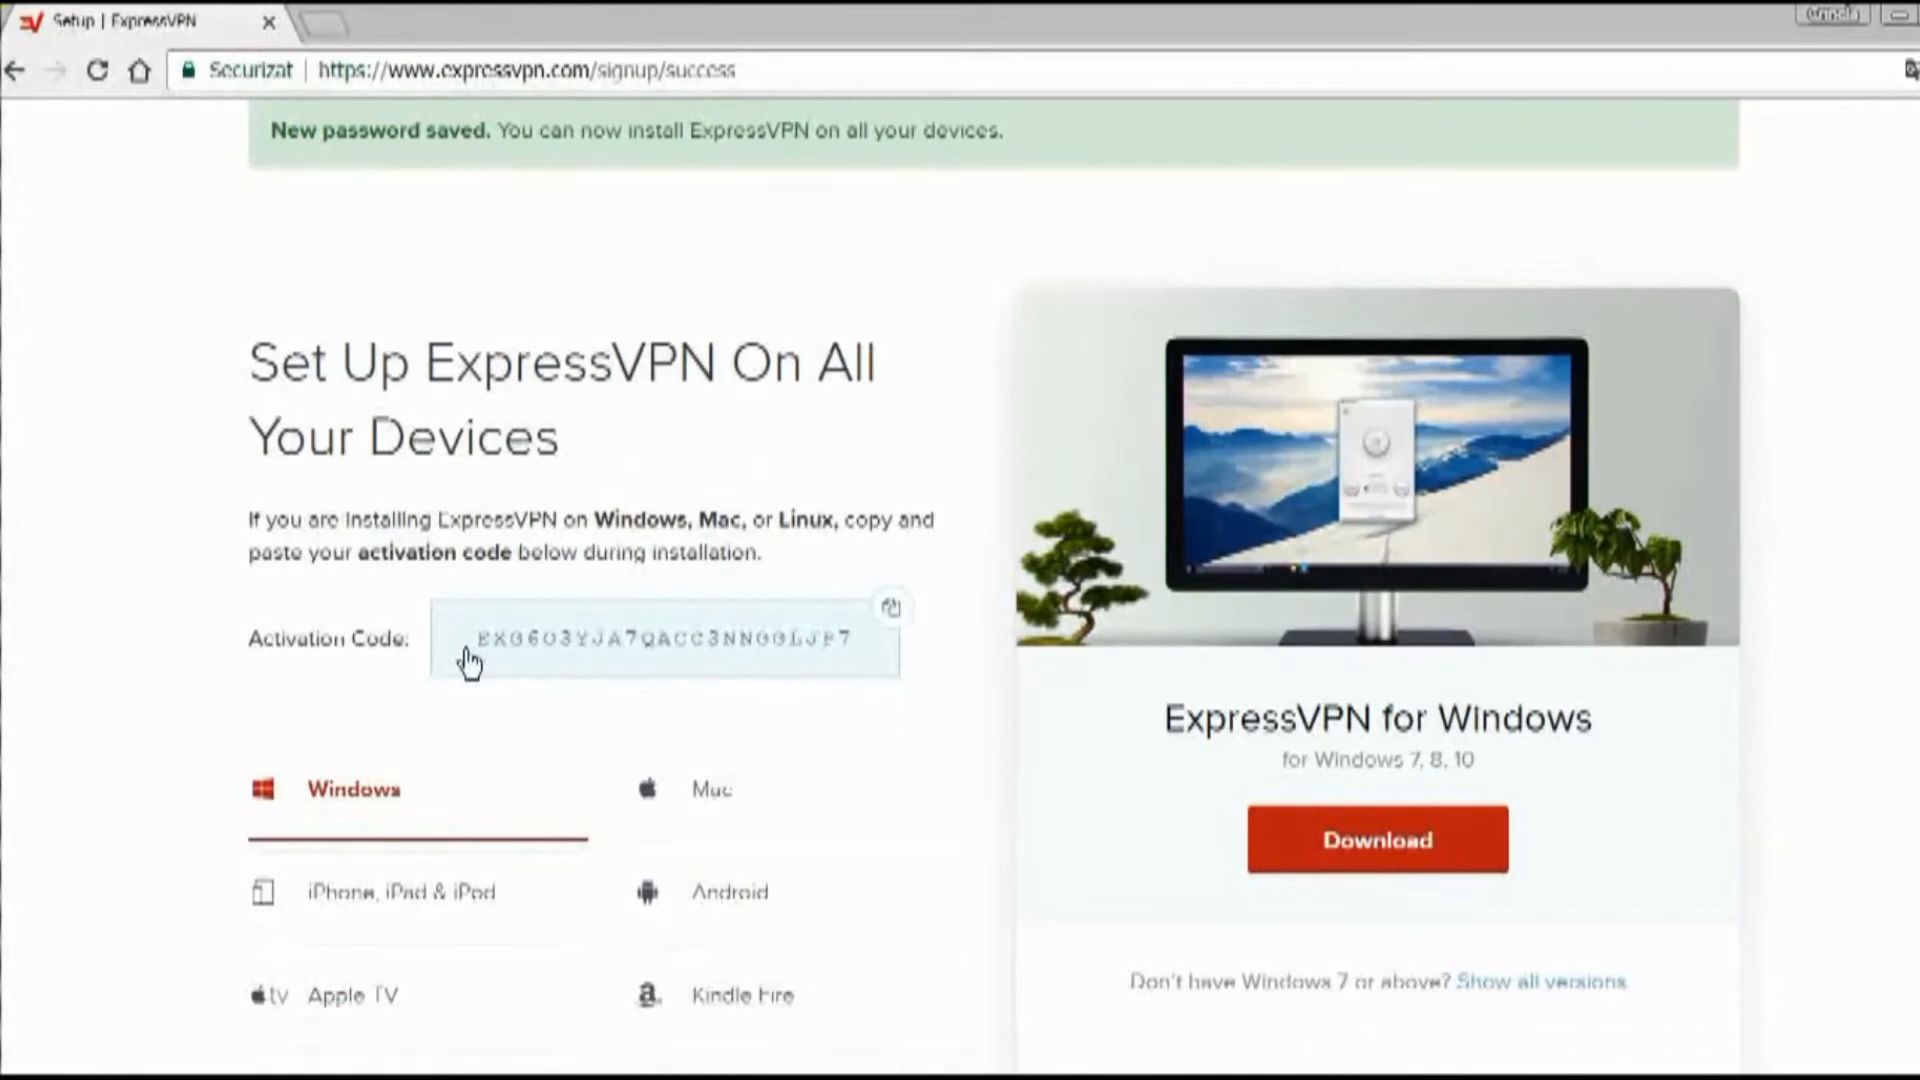 Setup | ExpressVPN
Securizat
https://www.expressvpn.com/signup/success
New password saved. You can now install ExpressVPN on all your devices.
Set Up ExpressVPN On All
Your Devices
If you are installing ExpressVPN on Windows, Mac, or Linux, copy and
paste your activation code below during installation.
Activation Code:
Windows
Mac
iPhone, iPad & iPod
Android
tv Apple TV
Kindle Fire
ExpressVPN for Windows
for Windows 7, 8, 10
Download
Don't have Windows 7 or above? Show all versions